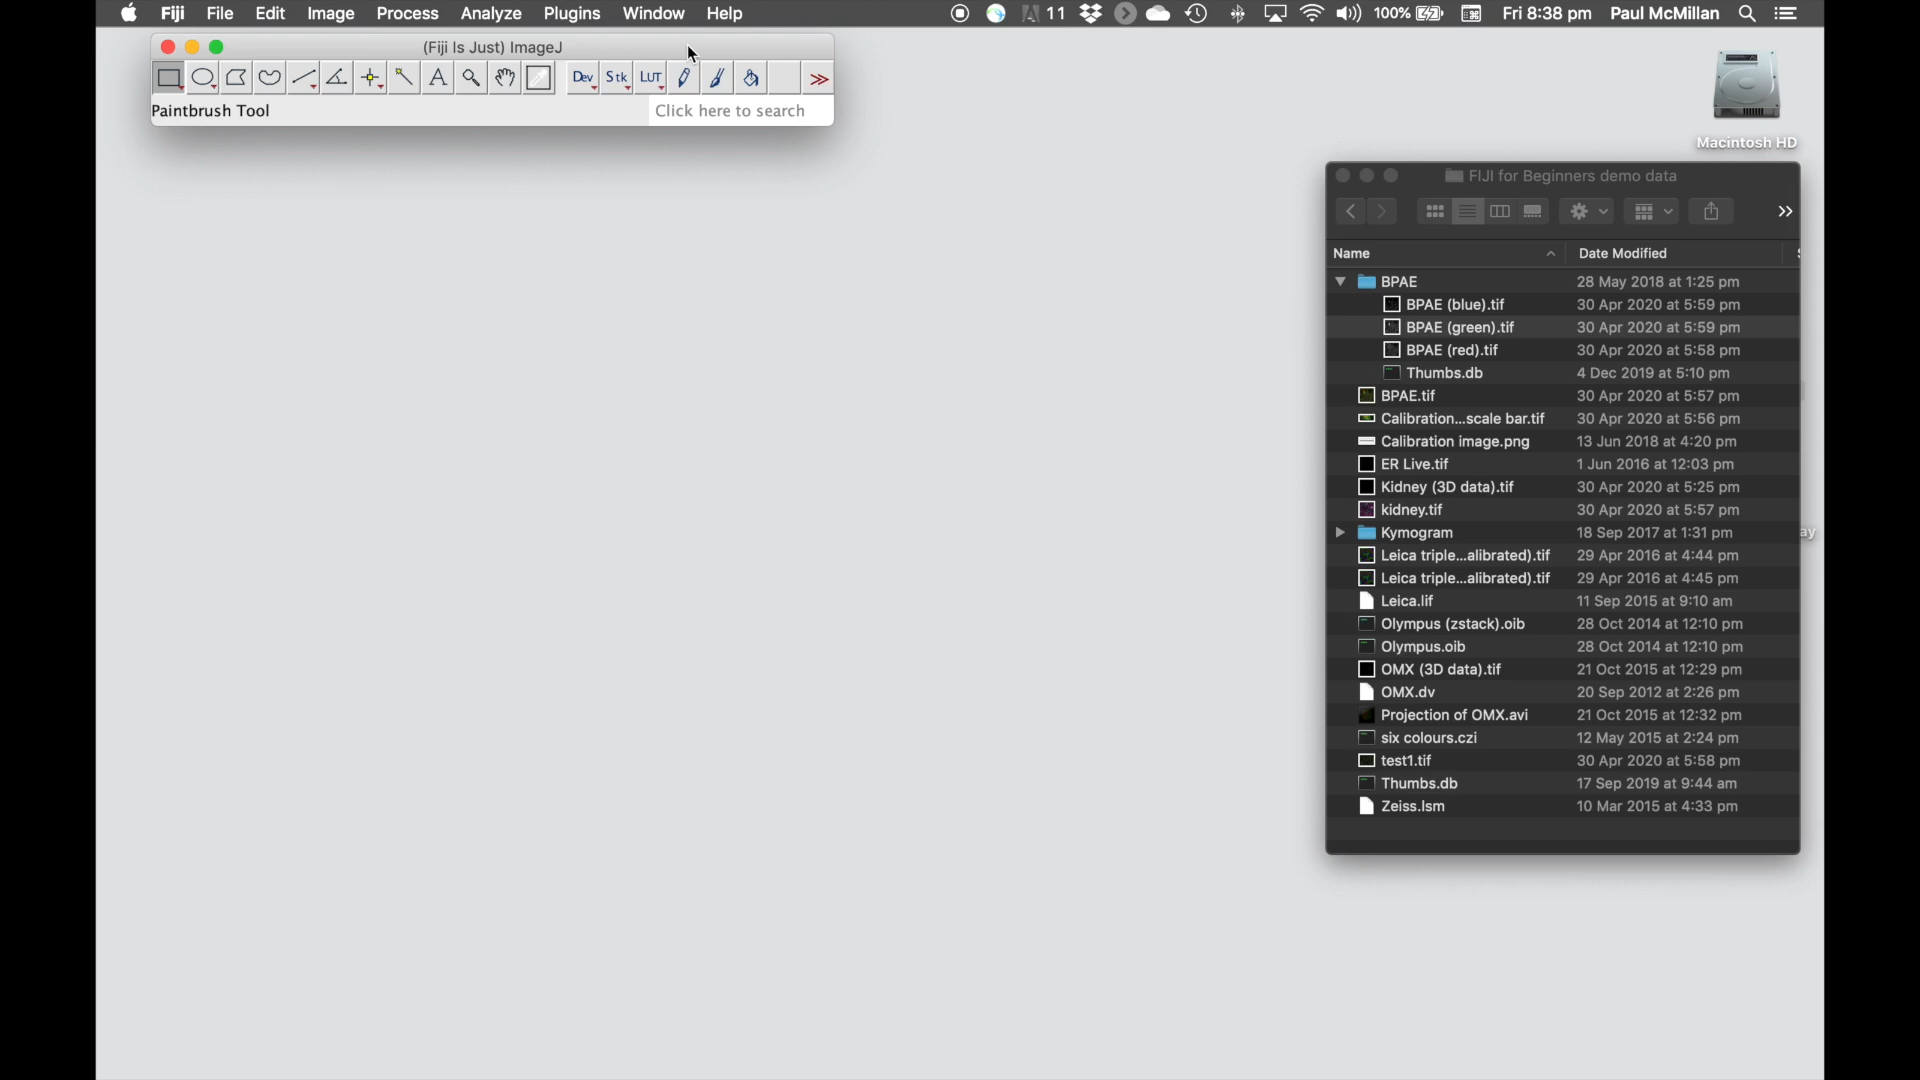 Fiji File Edit Image Process Analyze Plugins Window Help 11 100% Fri 8:38 pm Paul McMillan
(Fiji Is Just) ImageJ
A Dev Stk LUT >>
Paintbrush Tool Click here to search
Macintosh HD
FIJI for Beginners demo data
Name Date Modified
BPAE 28 May 2018 at 1:25 pm
BPAE (blue).tif 30 Apr 2020 at 5:59 pm
BPAE (green).tif 30 Apr 2020 at 5:59 pm
BPAE (red).tif 30 Apr 2020 at 5:58 pm
Thumbs.db 4 Dec 2019 at 5:10 pm
BPAE.tif 30 Apr 2020 at 5:57 pm
Calibration...scale bar.tif 30 Apr 2020 at 5:56 pm
Calibration image.png 13 Jun 2018 at 4:20 pm
ER Live.tif 1 Jun 2016 at 12:03 pm
Kidney (3D data).tif 30 Apr 2020 at 5:25 pm
kidney.tif 30 Apr 2020 at 5:57 pm
Kymogram 18 Sep 2017 at 1:31 pm
ay
Leica triple...alibrated).tif 29 Apr 2016 at 4:44 pm
Leica triple...alibrated).tif 29 Apr 2016 at 4:45 pm
Leica.lif 11 Sep 2015 at 9:10 am
Olympus (zstack).oib 28 Oct 2014 at 12:10 pm
Olympus.oib 28 Oct 2014 at 12:10 pm
OMX (3D data).tif 21 Oct 2015 at 12:29 pm
OMX.dv 20 Sep 2012 at 2:26 pm
Projection of OMX.avi 21 Oct 2015 at 12:32 pm
six colours.czi 12 May 2015 at 2:24 pm
test1.tif 30 Apr 2020 at 5:58 pm
Thumbs.db 17 Sep 2019 at 9:44 am
Zeiss.lsm 10 Mar 2015 at 4:33 pm